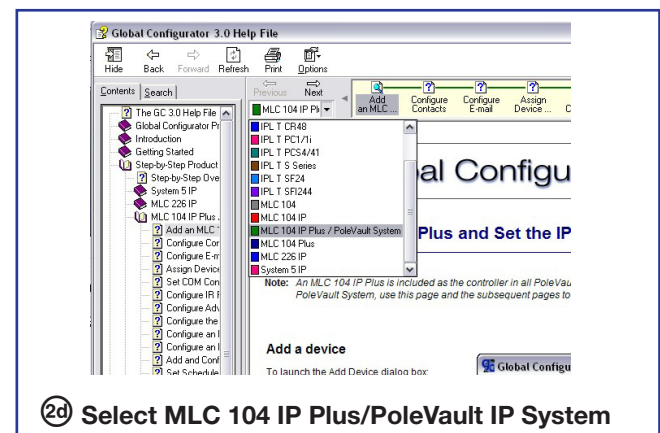 Global Configurator 3.0 Help File
Hide Back Forward Refresh Print Options
Contents Search
Previous Next
MLC 104 IP Pl
Add an MLC ...
Configure Contacts
Configure E-mail
Assign Device ...
C
The GC 3.0 Help File
Global Configurator Pr
Introduction
Getting Started
Step-by-Step Product
Step-by-Step Ove
System 5 IP
MLC 226 IP
MLC 104 IP Plus
Add an MLC
Configure Cor
Configure E-m
Assign Device
Set COM Con
Configure IR F
Configure Adv
Configure the
Configure an I
Configure an I
Add and Conf
Set Schedule
IPL T CR48
IPL T PC1/1i
IPL T PCS4/41
IPL T S Series
IPL T SF24
IPL T SFI244
MLC 104
MLC 104 IP
MLC 104 IP Plus / PoleVault System
MLC 104 Plus
MLC 226 IP
System 5 IP
bal Configu
Plus and Set the IP
Note: An MLC 104 IP Plus is included as the controller in all PoleVau
PoleVault System, use this page and the subsequent pages to
Add a device
To launch the Add Device dialog box:
Global Configu
2d Select MLC 104 IP Plus/PoleVault IP System